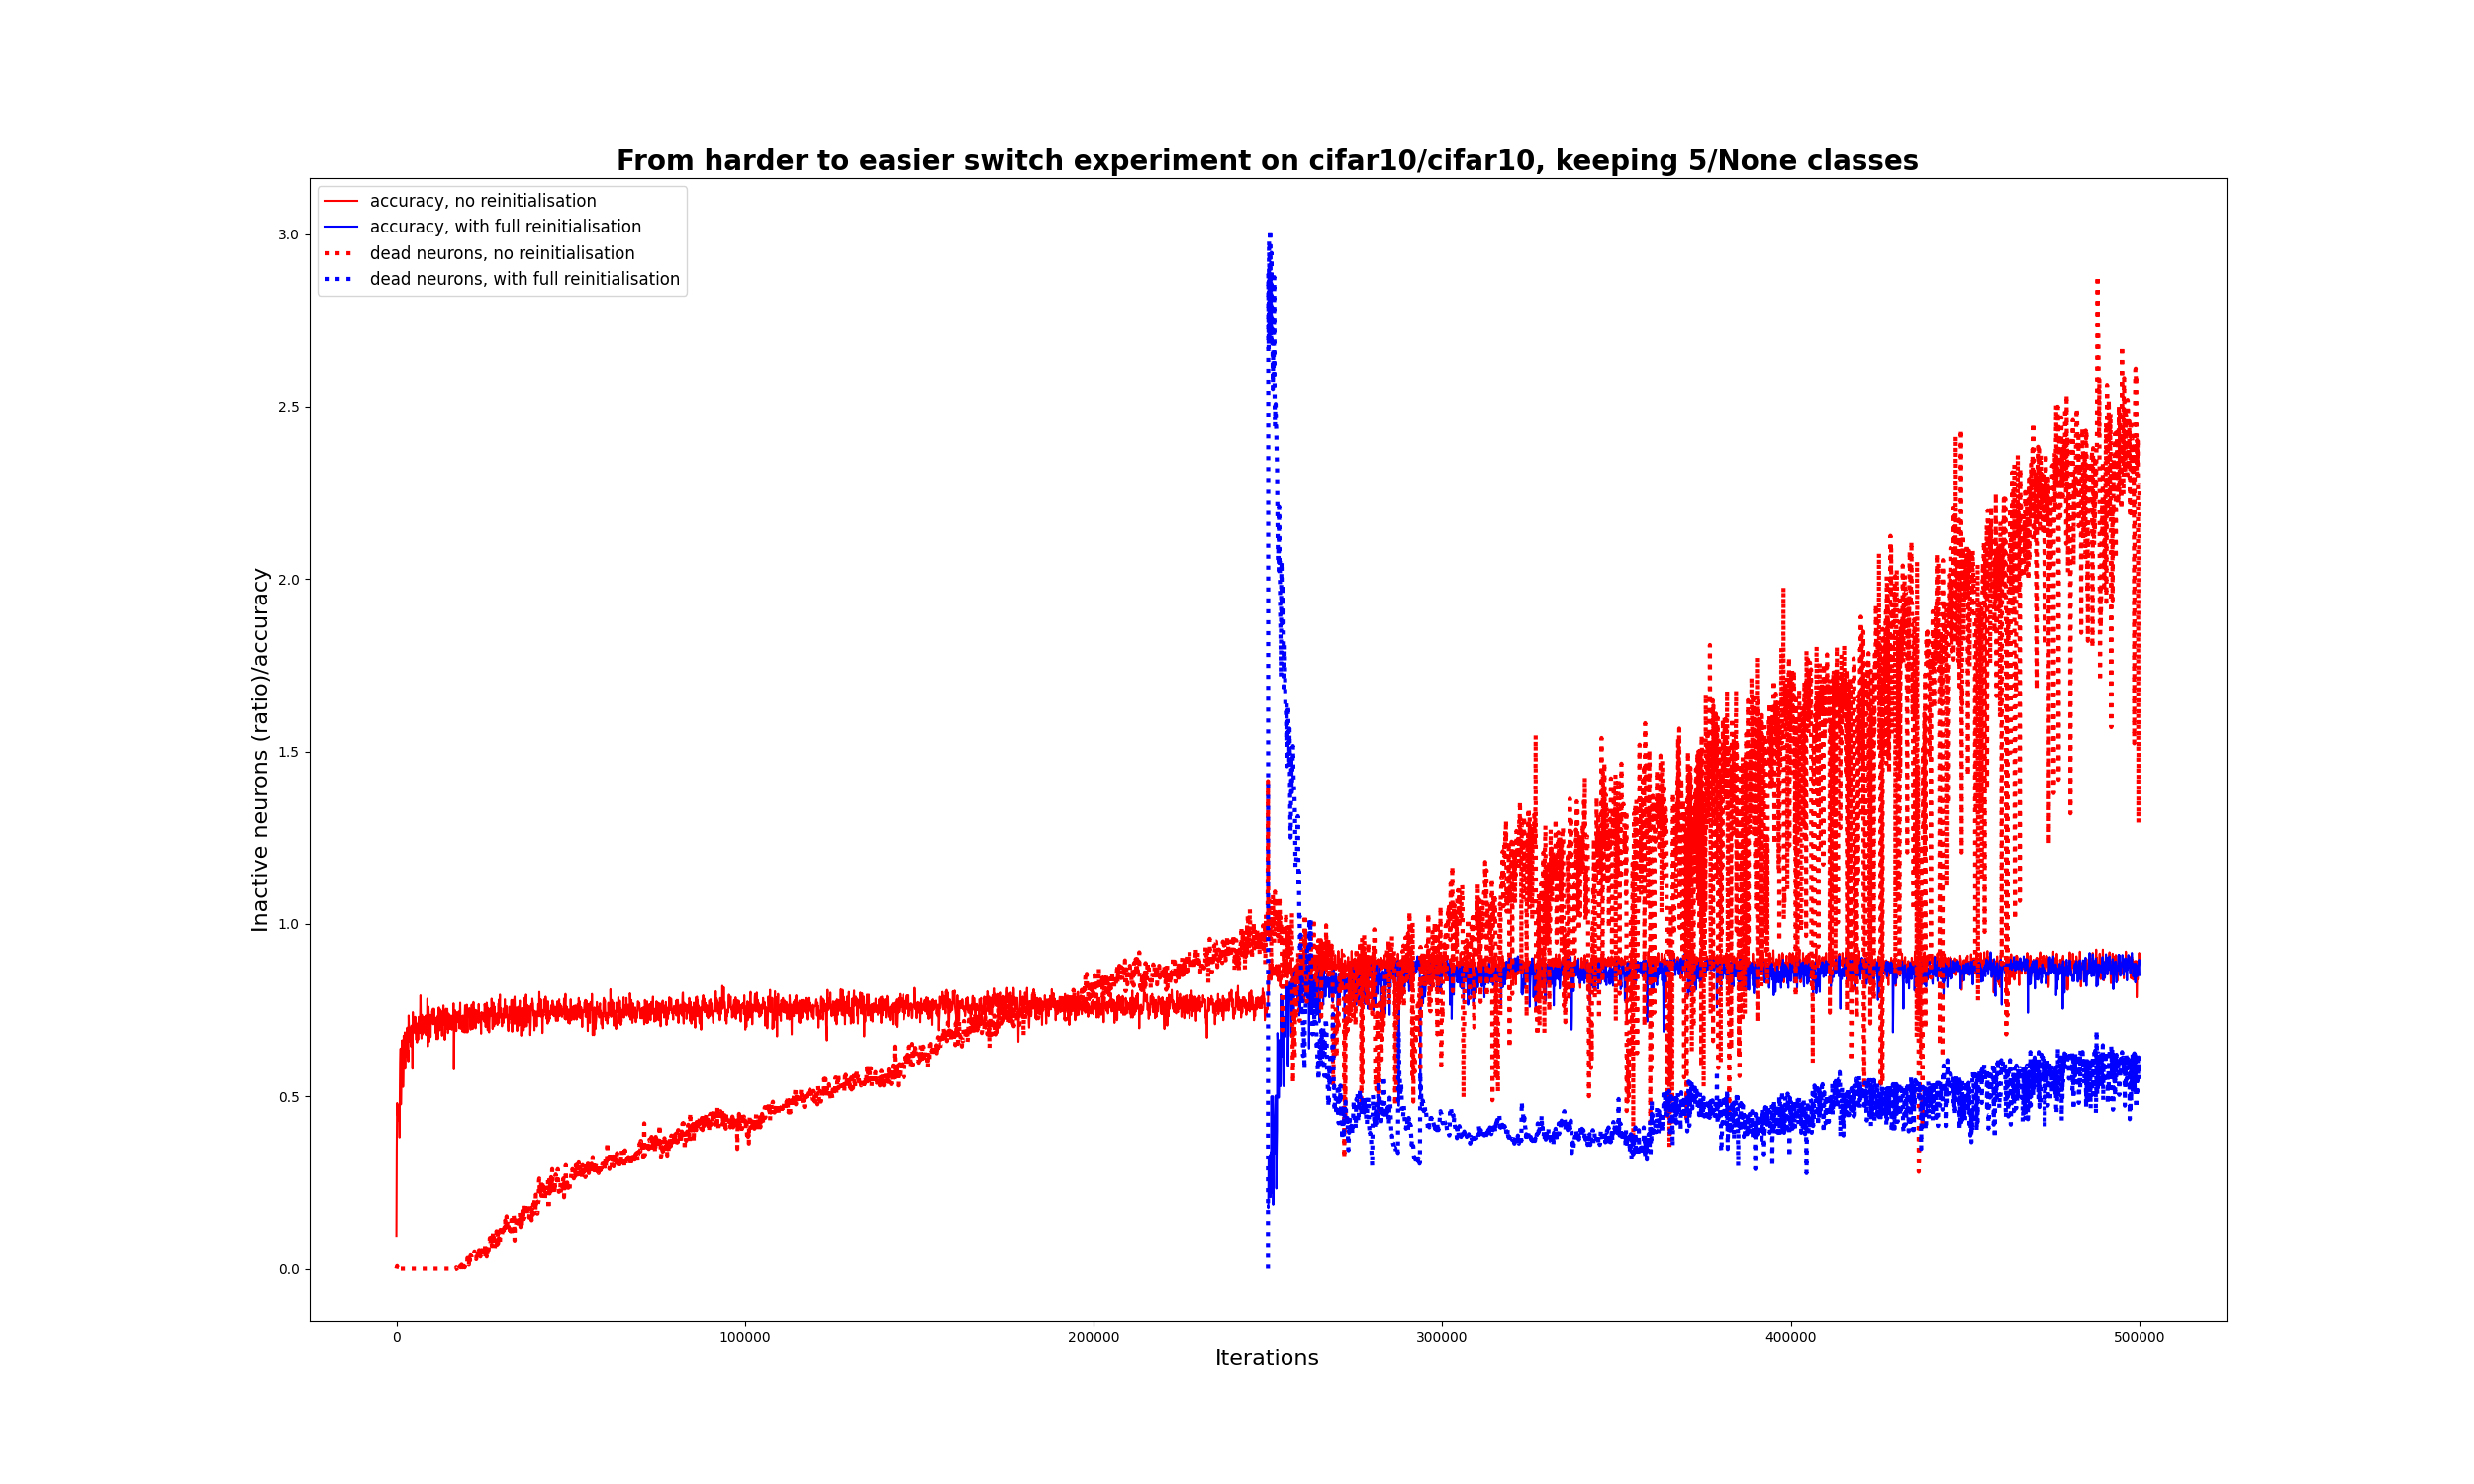 From harder to easier switch experiment on cifar10/cifar10, keeping 5/None classes
accuracy, no reinitialisation
accuracy, with full reinitialisation
dead neurons, no reinitialisation
dead neurons, with full reinitialisation
Inactive neurons (ratio)/accuracy
3.0
2.5
2.0
1.5
1.0
0.5
0.0
0 100000 200000 300000 400000 500000
Iterations